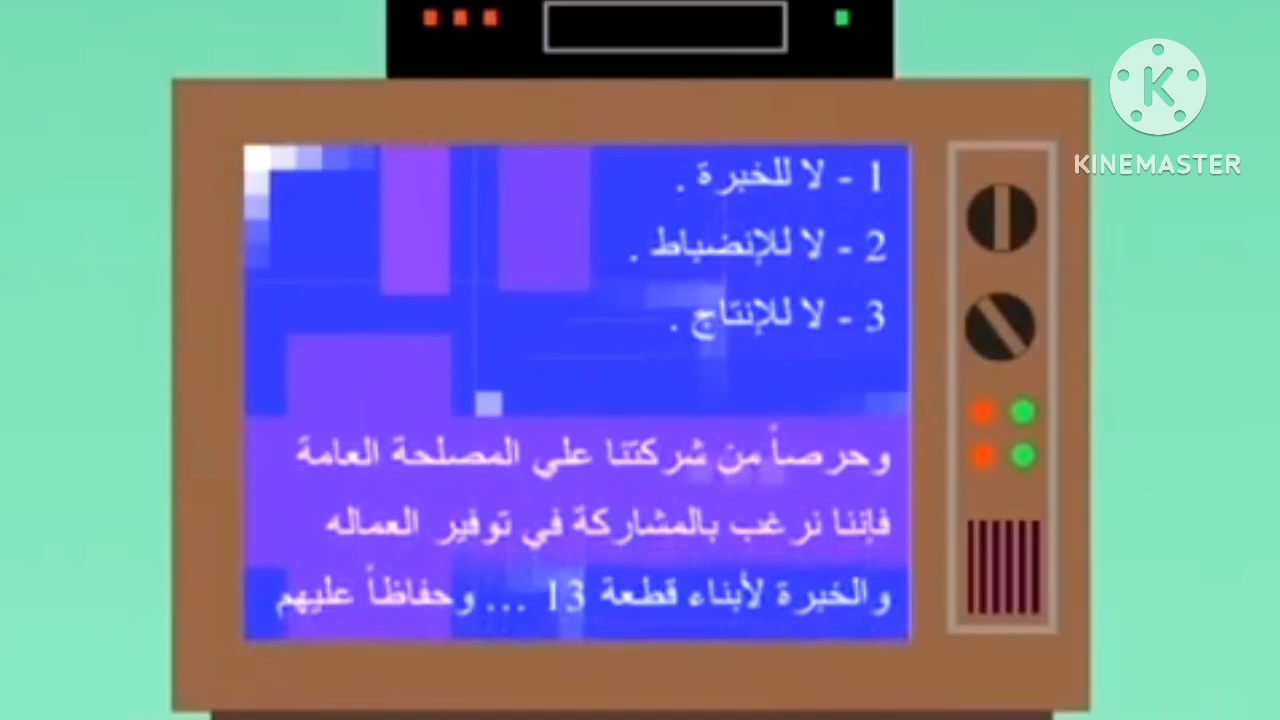 1 - لا للخبرة .
2 - لا للإنضباط .
3 - لا للإنتاج .
وحرصاً من شركتنا علي المصلحة العامة
فإننا نرغب بالمشاركة في توفير العماله
والخبرة لأبناء قطعة 13 ... وحفاظاً عليهم
KINEMASTER